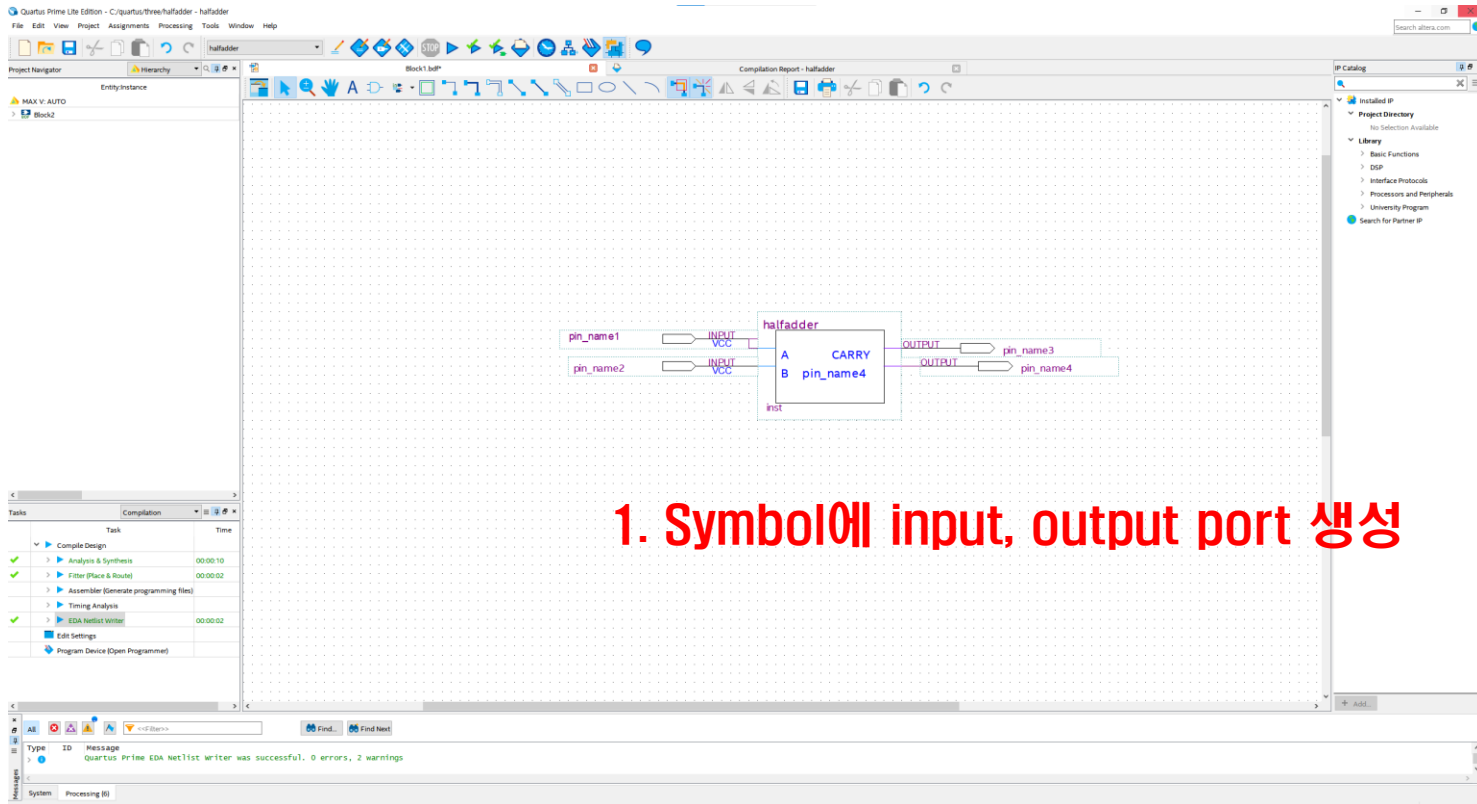 Quartus Prime Lite Edition - C:/quartus/three/halfadder - halfadder
File Edit View Project Assignments Processing Tools Window Help
Search altera.com
halfadder
STOP
Project Navigator
Hierarchy
Block1.bdf*
Compilation Report - halfadder
IP Catalog
Entity:Instance
MAX V: AUTO
Block2
Installed IP
Project Directory
No Selection Available
Library
Basic Functions
DSP
Interface Protocols
Processors and Peripherals
University Program
Search for Partner IP
halfadder
pin_name1
INPUT
VCC
A CARRY
OUTPUT
pin_name3
pin_name2
INPUT
VCC
B pin_name4
OUTPUT
pin_name4
inst
1. Symbol에 input, output port 생성
Tasks
Compilation
Task Time
Compile Design
Analysis & Synthesis 00:00:10
Fitter (Place & Route) 00:00:02
Assembler (Generate programming files)
Timing Analysis
EDA Netlist Writer 00:00:02
Edit Settings
Program Device (Open Programmer)
+ Add...
All
<<Filter>>
Find...
Find Next
Type ID Message
Quartus Prime EDA Netlist Writer was successful. 0 errors, 2 warnings
Messages
System Processing (6)